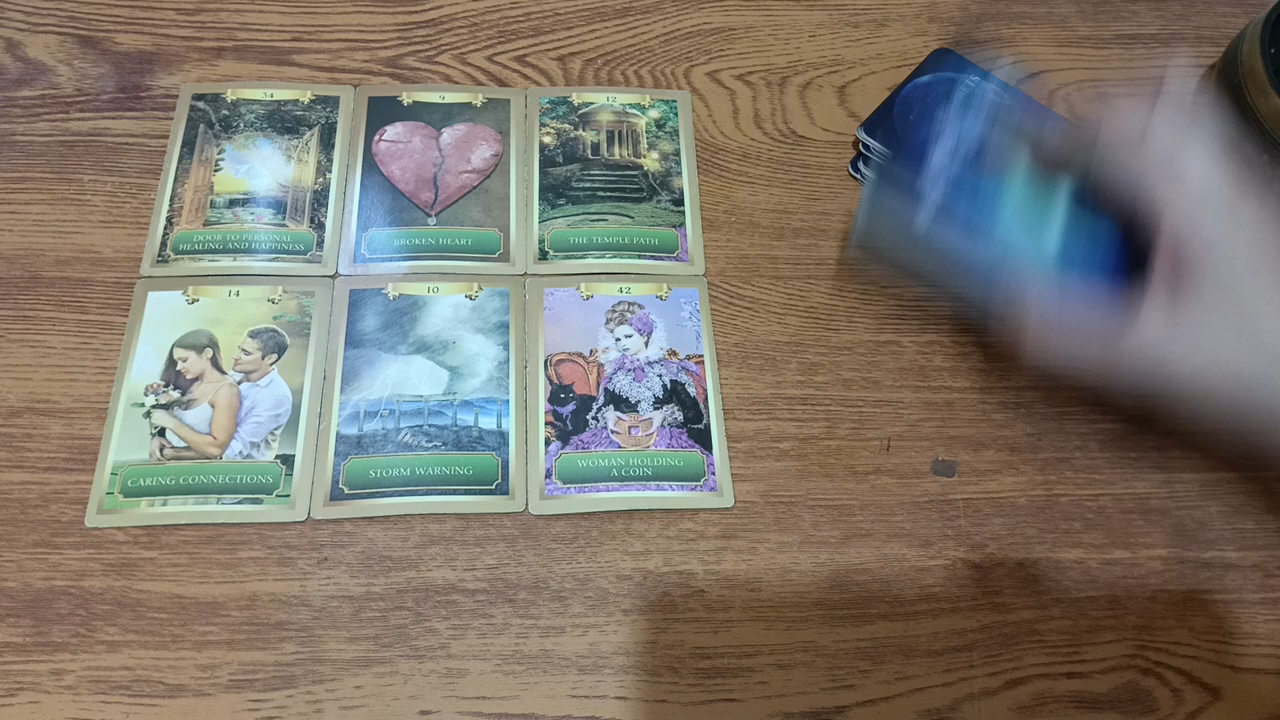 34
DOOR TO PERSONAL
HEALING AND HAPPINESS
9
BROKEN HEART
12
THE TEMPLE PATH
14
CARING CONNECTIONS
10
STORM WARNING
42
WOMAN HOLDING
A COIN